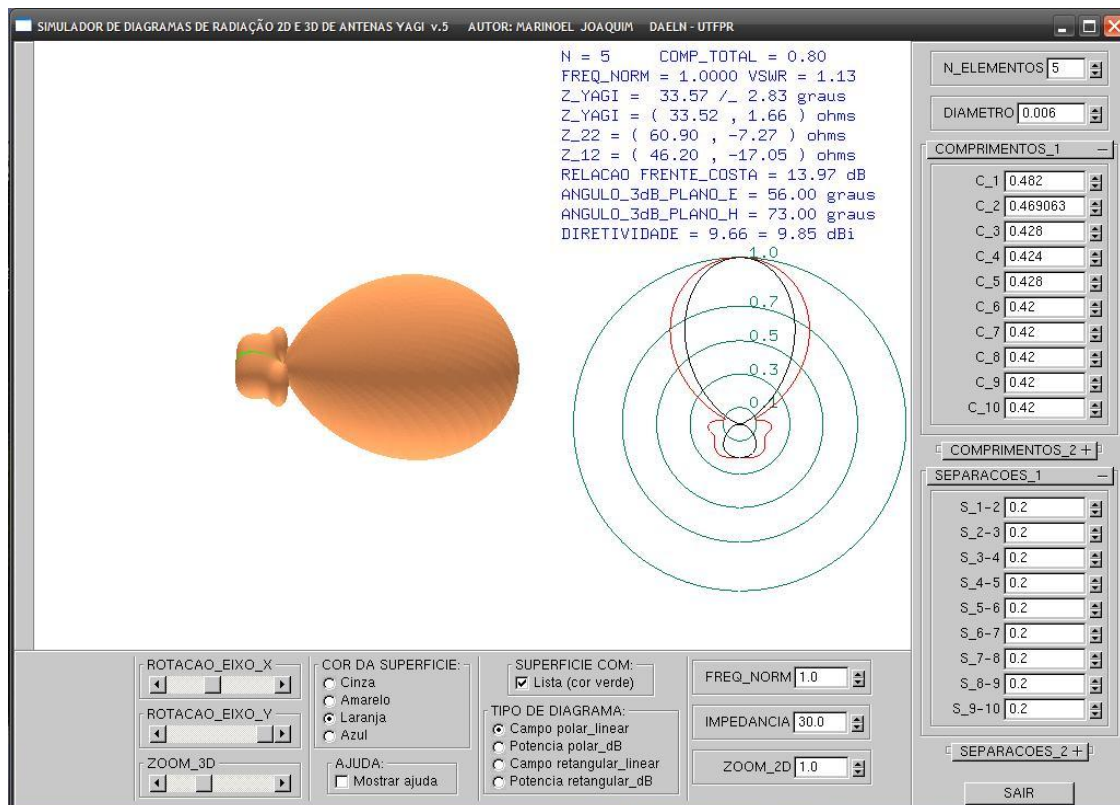 SIMULADOR DE DIAGRAMAS DE RADIAÇÃO 2D E 3D DE ANTENAS YAGI v.5 AUTOR: MARINOEL JOAQUIM DAELN - UTFPR
N = 5 COMP_TOTAL = 0.80
FREQ_NORM = 1.0000 VSWR = 1.13
Z_YAGI = 33.57 /_ 2.83 graus
Z_YAGI = ( 33.52 , 1.66 ) ohms
Z_22 = ( 60.90 , -7.27 ) ohms
Z_12 = ( 46.20 , -17.05 ) ohms
RELACAO FRENTE_COSTA = 13.97 dB
ANGULO_3dB_PLANO_E = 56.00 graus
ANGULO_3dB_PLANO_H = 73.00 graus
DIRETIVIDADE = 9.66 = 9.85 dBi
1.0
0.7
0.5
0.3
0.1
N_ELEMENTOS 5
DIAMETRO 0.006
COMPRIMENTOS_1 –
C_1 0.482
C_2 0.469063
C_3 0.428
C_4 0.424
C_5 0.428
C_6 0.42
C_7 0.42
C_8 0.42
C_9 0.42
C_10 0.42
COMPRIMENTOS_2 +
SEPARACOES_1 –
S_1-2 0.2
S_2-3 0.2
S_3-4 0.2
S_4-5 0.2
S_5-6 0.2
S_6-7 0.2
S_7-8 0.2
S_8-9 0.2
S_9-10 0.2
SEPARACOES_2 +
SAIR
ROTACAO_EIXO_X
ROTACAO_EIXO_Y
ZOOM_3D
COR DA SUPERFICIE:
Cinza
Amarelo
Laranja
Azul
AJUDA:
Mostrar ajuda
SUPERFICIE COM:
Lista (cor verde)
TIPO DE DIAGRAMA:
Campo polar_linear
Potencia polar_dB
Campo retangular_linear
Potencia retangular_dB
FREQ_NORM 1.0
IMPEDANCIA 30.0
ZOOM_2D 1.0